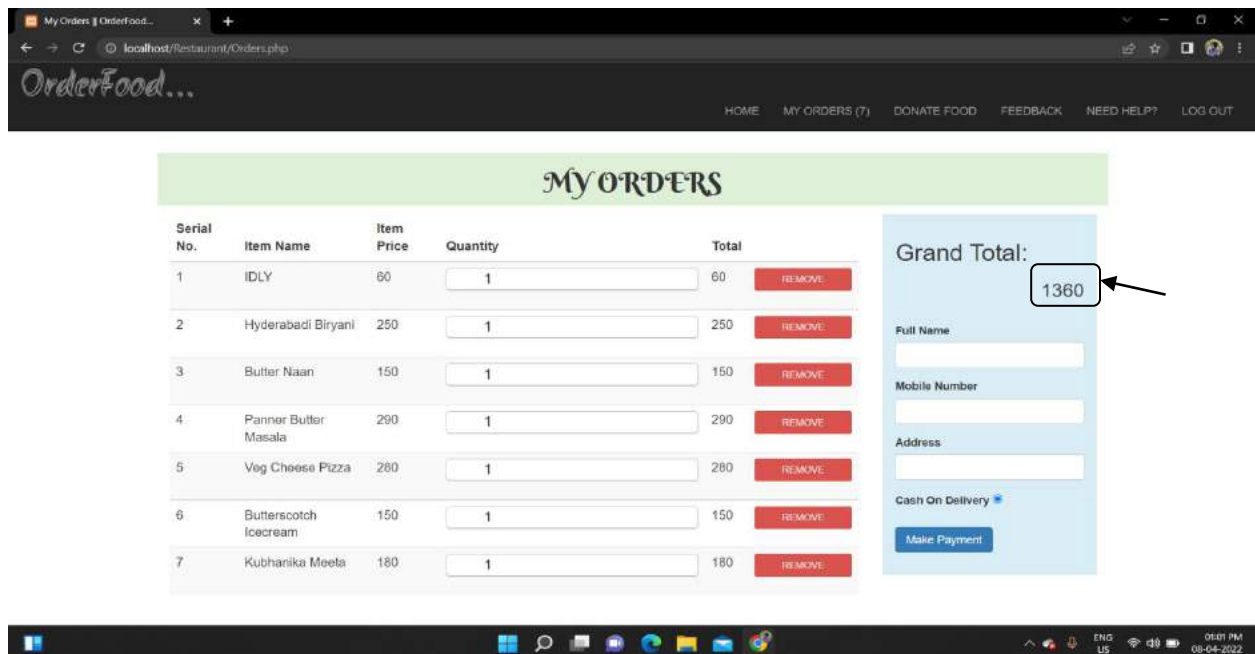 My Orders || OrderFood...
localhost/Restaurant/Orders.php
OrderFood...
HOME MY ORDERS (7) DONATE FOOD FEEDBACK NEED HELP? LOG OUT
MY ORDERS
Serial No. Item Name Item Price Quantity Total
1 IDLY 60 1 60 REMOVE
2 Hyderabadi Biryani 250 1 250 REMOVE
3 Butter Naan 150 1 150 REMOVE
4 Panner Butter Masala 290 1 290 REMOVE
5 Veg Cheese Pizza 280 1 280 REMOVE
6 Butterscotch Icecream 150 1 150 REMOVE
7 Kubhanika Meeta 180 1 180 REMOVE
Grand Total:
1360
Full Name
Mobile Number
Address
Cash On Delivery
Make Payment
ENG US 01:01 PM
08-04-2022